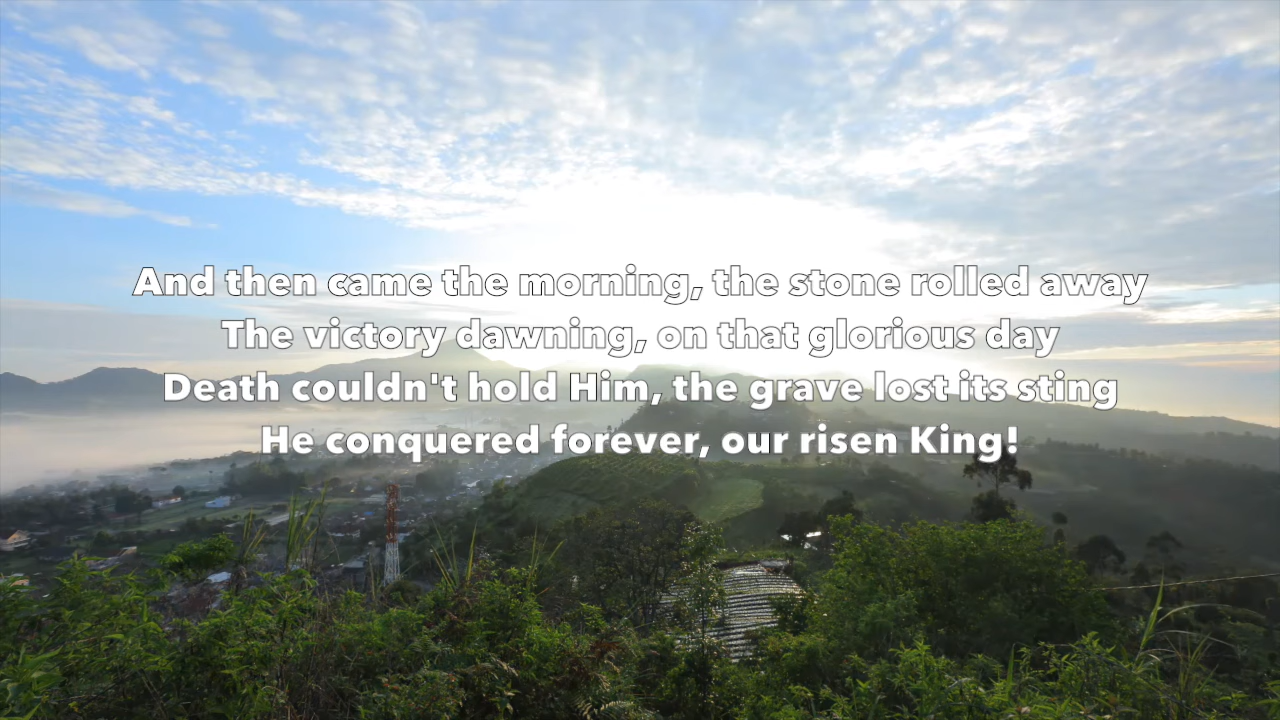 And then came the morning, the stone rolled away
The victory dawning, on that glorious day
Death couldn't hold Him, the grave lost its sting
He conquered forever, our risen King!